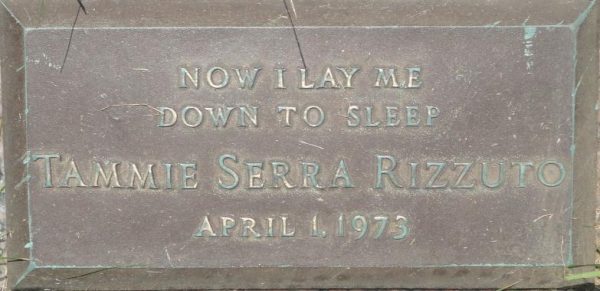 NOW I LAY ME
DOWN TO SLEEP
TAMMIE SERRA RIZZUTO
APRIL 1, 1973